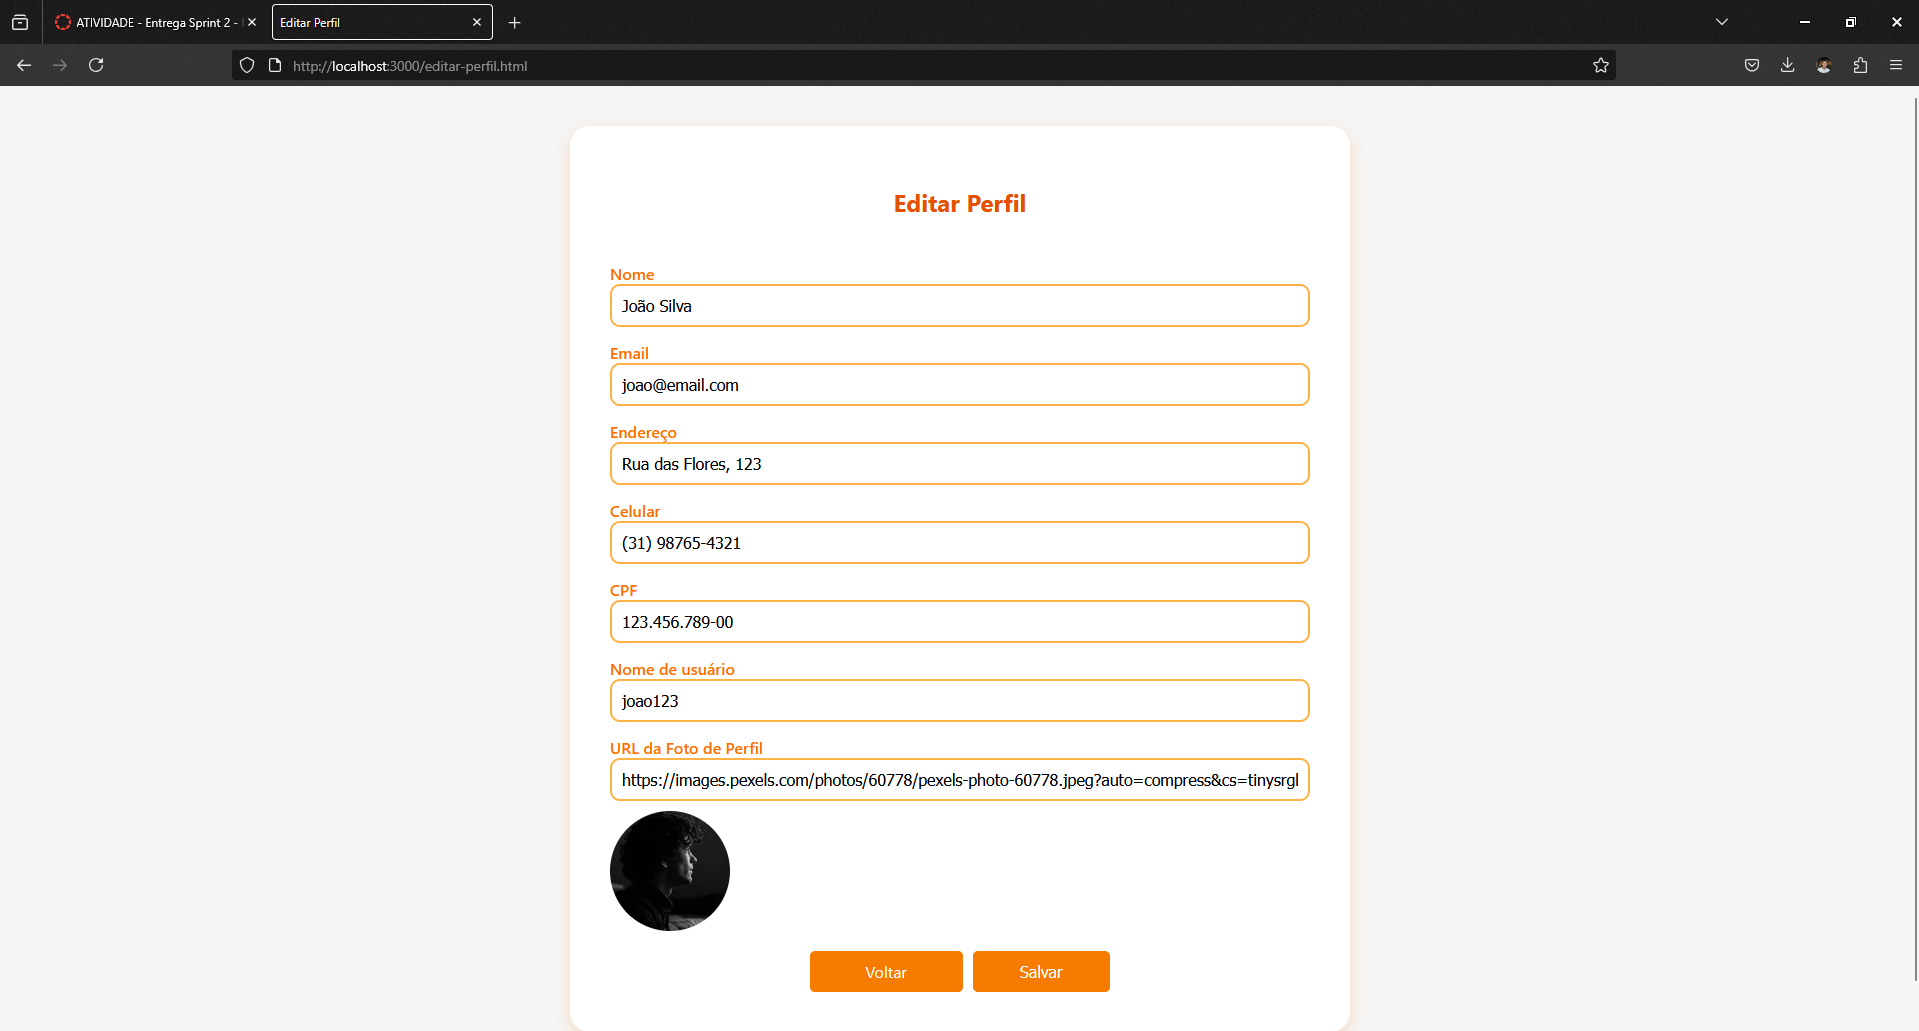 ATIVIDADE - Entrega Sprint 2 -
Editar Perfil
http://localhost:3000/editar-perfil.html
Editar Perfil
Nome
João Silva
Email
joao@email.com
Endereço
Rua das Flores, 123
Celular
(31) 98765-4321
CPF
123.456.789-00
Nome de usuário
joao123
URL da Foto de Perfil
https://images.pexels.com/photos/60778/pexels-photo-60778.jpeg?auto=compress&cs=tinysrgl
Voltar
Salvar